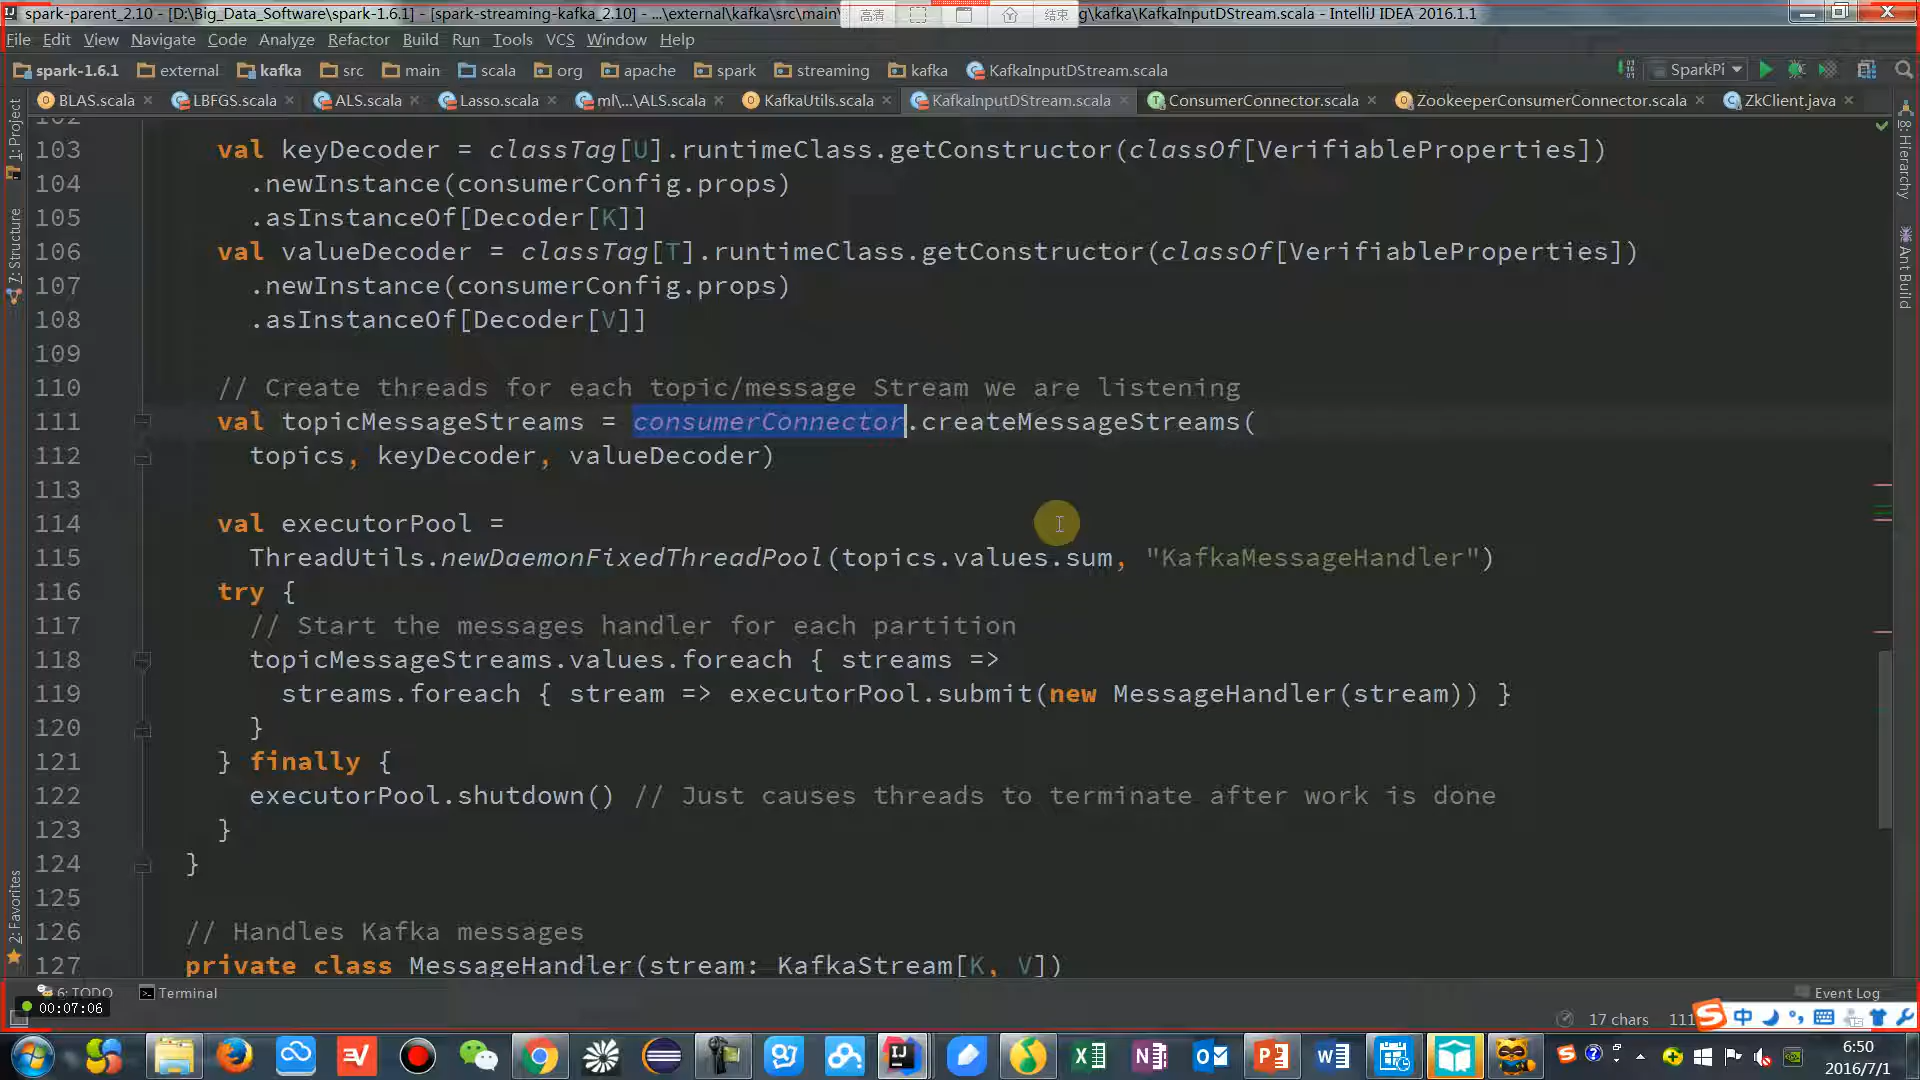 spark-parent_2.10 - [D:\Big_Data_Software\spark-1.6.1] - [spark-streaming-kafka_2.10] - ...\external\kafka\src\main\
高清
结束
g\kafka\KafkaInputDStream.scala - IntelliJ IDEA 2016.1.1
File Edit View Navigate Code Analyze Refactor Build Run Tools VCS Window Help
spark-1.6.1 external kafka src main scala org apache spark streaming kafka KafkaInputDStream.scala
SparkPi
BLAS.scala LBFGS.scala ALS.scala Lasso.scala ml\...\ALS.scala KafkaUtils.scala KafkaInputDStream.scala ConsumerConnector.scala ZookeeperConsumerConnector.scala ZkClient.java
1: Project
7: Structure
2: Favorites
8: Hierarchy
Ant Build
102
103 val keyDecoder = classTag[U].runtimeClass.getConstructor(classOf[VerifiableProperties])
104 .newInstance(consumerConfig.props)
105 .asInstanceOf[Decoder[K]]
106 val valueDecoder = classTag[T].runtimeClass.getConstructor(classOf[VerifiableProperties])
107 .newInstance(consumerConfig.props)
108 .asInstanceOf[Decoder[V]]
109
110 // Create threads for each topic/message Stream we are listening
111 val topicMessageStreams = consumerConnector.createMessageStreams(
112 topics, keyDecoder, valueDecoder)
113
114 val executorPool =
115 ThreadUtils.newDaemonFixedThreadPool(topics.values.sum, "KafkaMessageHandler")
116 try {
117 // Start the messages handler for each partition
118 topicMessageStreams.values.foreach { streams =>
119 streams.foreach { stream => executorPool.submit(new MessageHandler(stream)) }
120 }
121 } finally {
122 executorPool.shutdown() // Just causes threads to terminate after work is done
123 }
124 }
125
126 // Handles Kafka messages
127 private class MessageHandler(stream: KafkaStream[K, V])
6: TODO Terminal Event Log
00:07:06
17 chars 111
中
6:50
2016/7/1